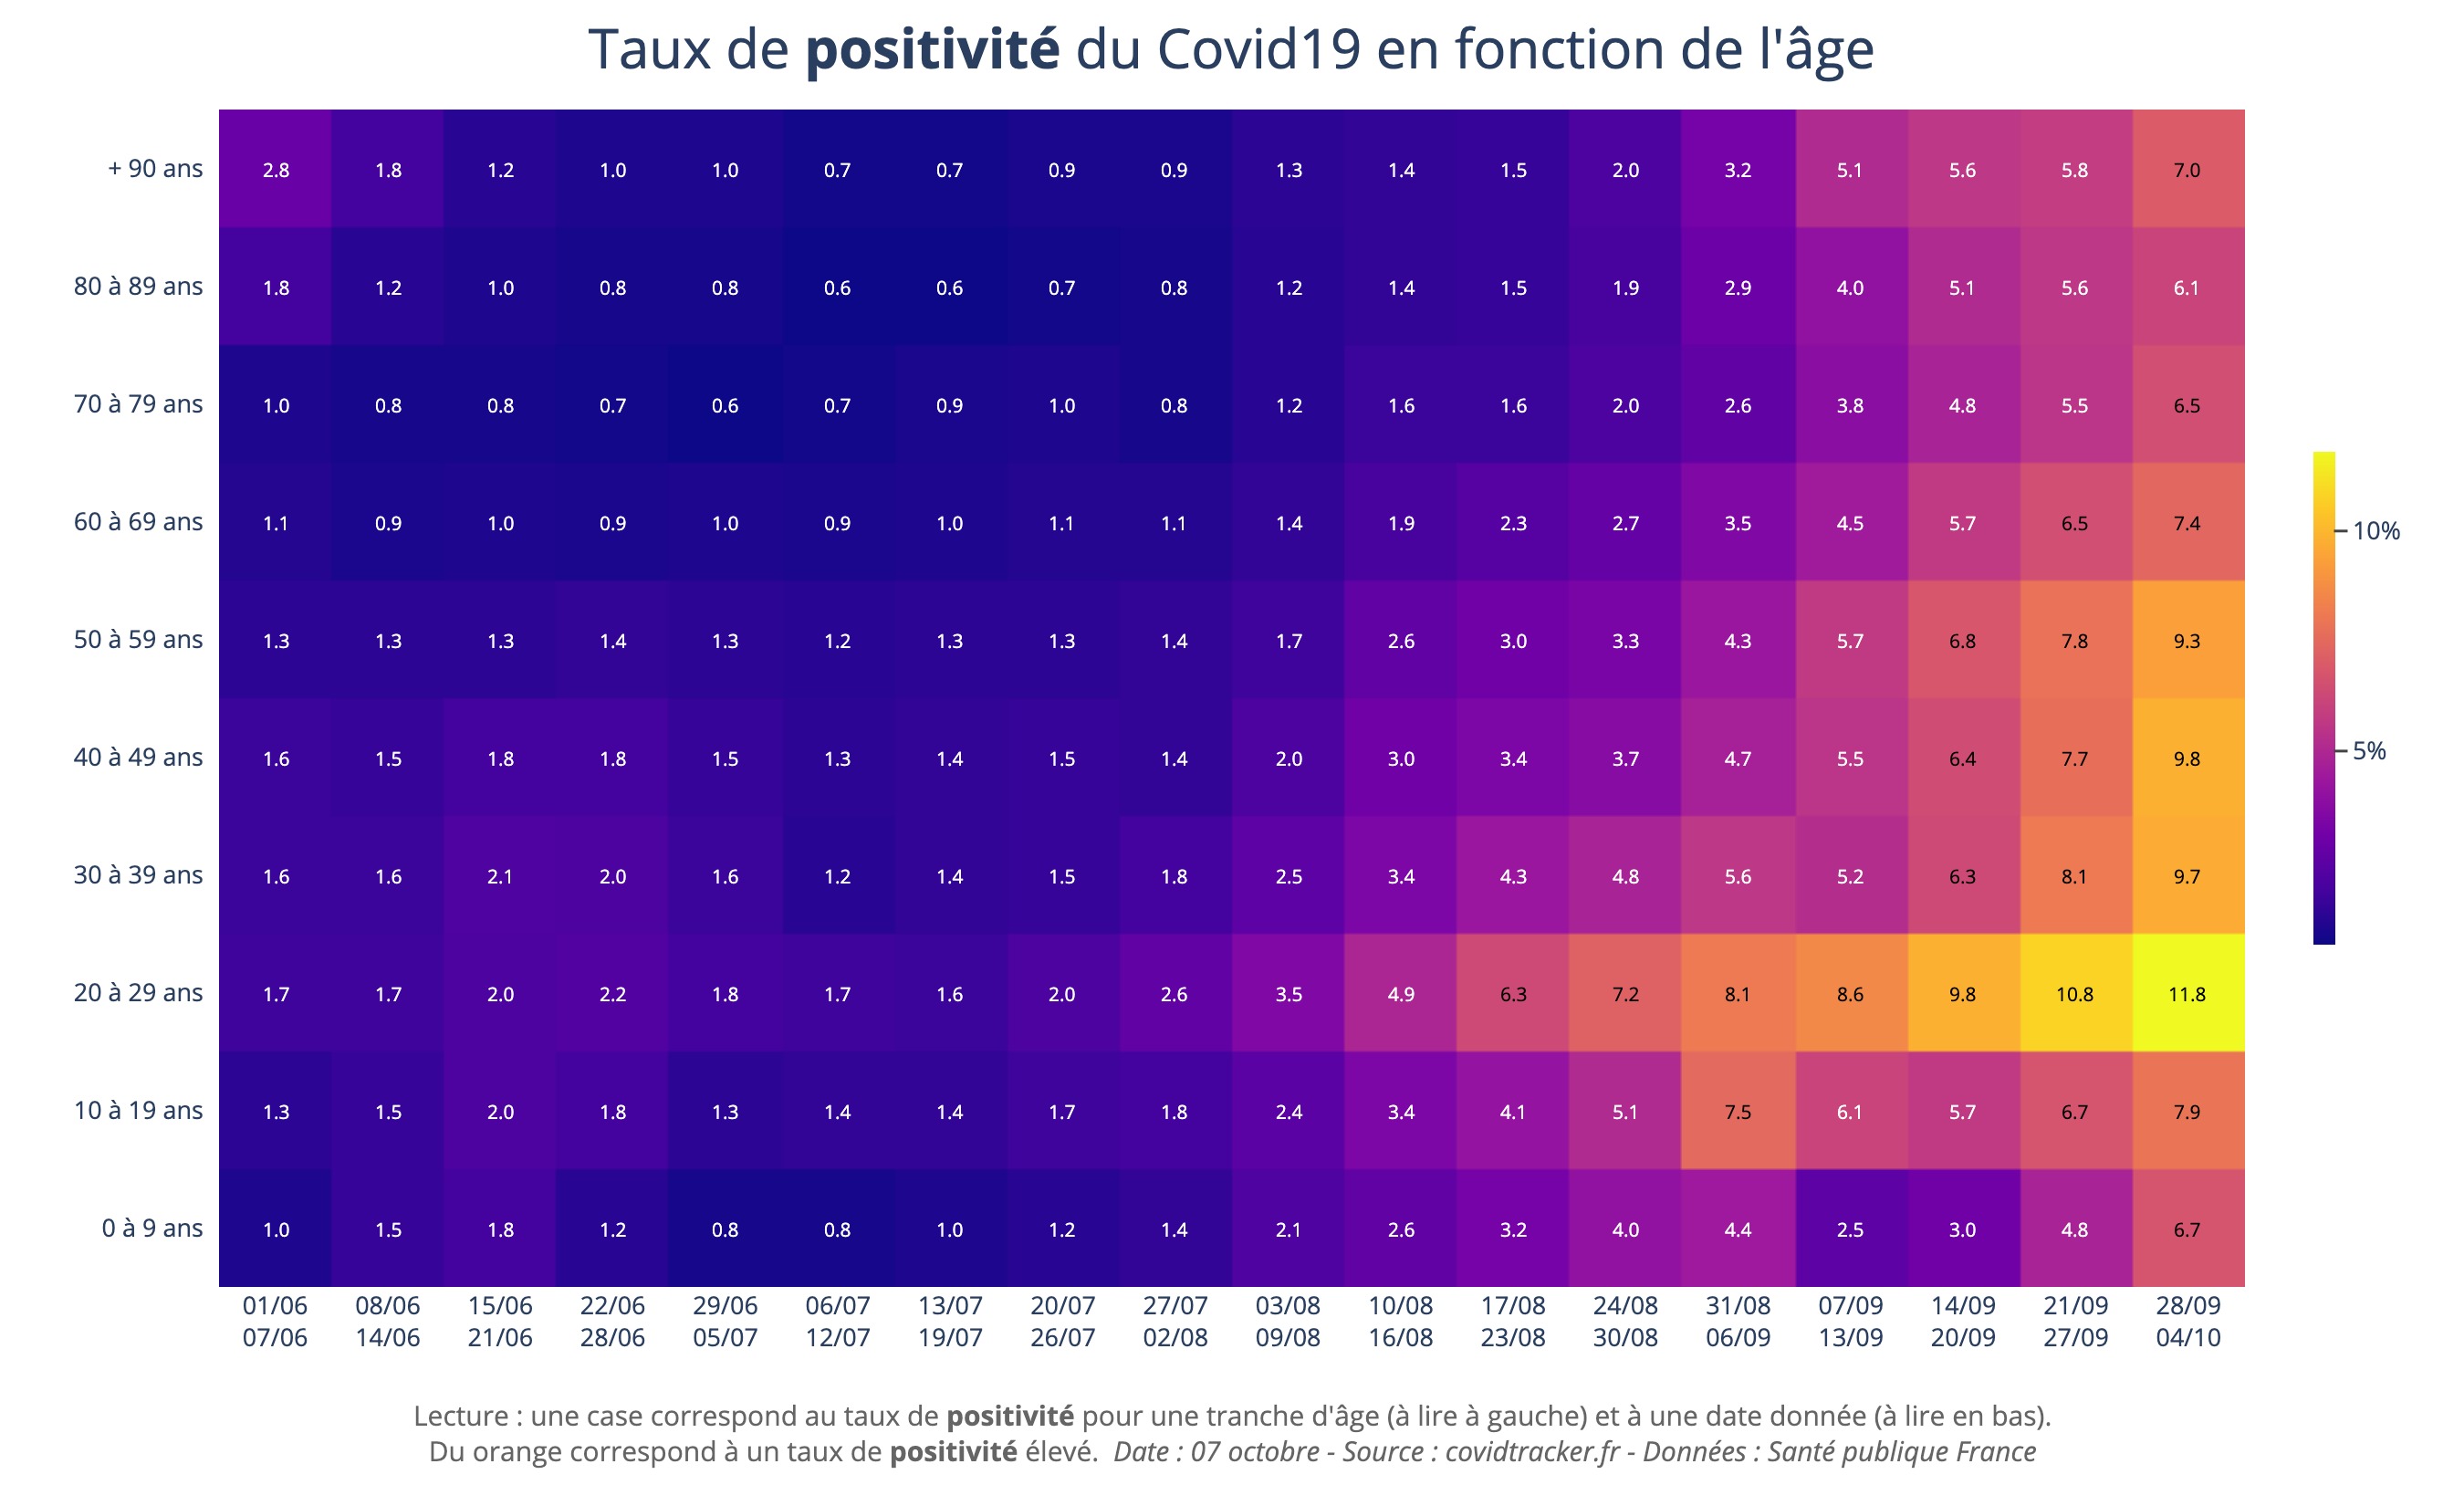 Taux de positivité du Covid19 en fonction de l'âge
+ 90 ans 2.8 1.8 1.2 1.0 1.0 0.7 0.7 0.9 0.9 1.3 1.4 1.5 2.0 3.2 5.1 5.6 5.8 7.0
80 à 89 ans 1.8 1.2 1.0 0.8 0.8 0.6 0.6 0.7 0.8 1.2 1.4 1.5 1.9 2.9 4.0 5.1 5.6 6.1
70 à 79 ans 1.0 0.8 0.8 0.7 0.6 0.7 0.9 1.0 0.8 1.2 1.6 1.6 2.0 2.6 3.8 4.8 5.5 6.5
60 à 69 ans 1.1 0.9 1.0 0.9 1.0 0.9 1.0 1.1 1.1 1.4 1.9 2.3 2.7 3.5 4.5 5.7 6.5 7.4
10%
50 à 59 ans 1.3 1.3 1.3 1.4 1.3 1.2 1.3 1.3 1.4 1.7 2.6 3.0 3.3 4.3 5.7 6.8 7.8 9.3
40 à 49 ans 1.6 1.5 1.8 1.8 1.5 1.3 1.4 1.5 1.4 2.0 3.0 3.4 3.7 4.7 5.5 6.4 7.7 9.8
5%
30 à 39 ans 1.6 1.6 2.1 2.0 1.6 1.2 1.4 1.5 1.8 2.5 3.4 4.3 4.8 5.6 5.2 6.3 8.1 9.7
20 à 29 ans 1.7 1.7 2.0 2.2 1.8 1.7 1.6 2.0 2.6 3.5 4.9 6.3 7.2 8.1 8.6 9.8 10.8 11.8
10 à 19 ans 1.3 1.5 2.0 1.8 1.3 1.4 1.4 1.7 1.8 2.4 3.4 4.1 5.1 7.5 6.1 5.7 6.7 7.9
0 à 9 ans 1.0 1.5 1.8 1.2 0.8 0.8 1.0 1.2 1.4 2.1 2.6 3.2 4.0 4.4 2.5 3.0 4.8 6.7
01/06 08/06 15/06 22/06 29/06 06/07 13/07 20/07 27/07 03/08 10/08 17/08 24/08 31/08 07/09 14/09 21/09 28/09
07/06 14/06 21/06 28/06 05/07 12/07 19/07 26/07 02/08 09/08 16/08 23/08 30/08 06/09 13/09 20/09 27/09 04/10
Lecture : une case correspond au taux de positivité pour une tranche d'âge (à lire à gauche) et à une date donnée (à lire en bas).
Du orange correspond à un taux de positivité élevé. Date : 07 octobre - Source : covidtracker.fr - Données : Santé publique France